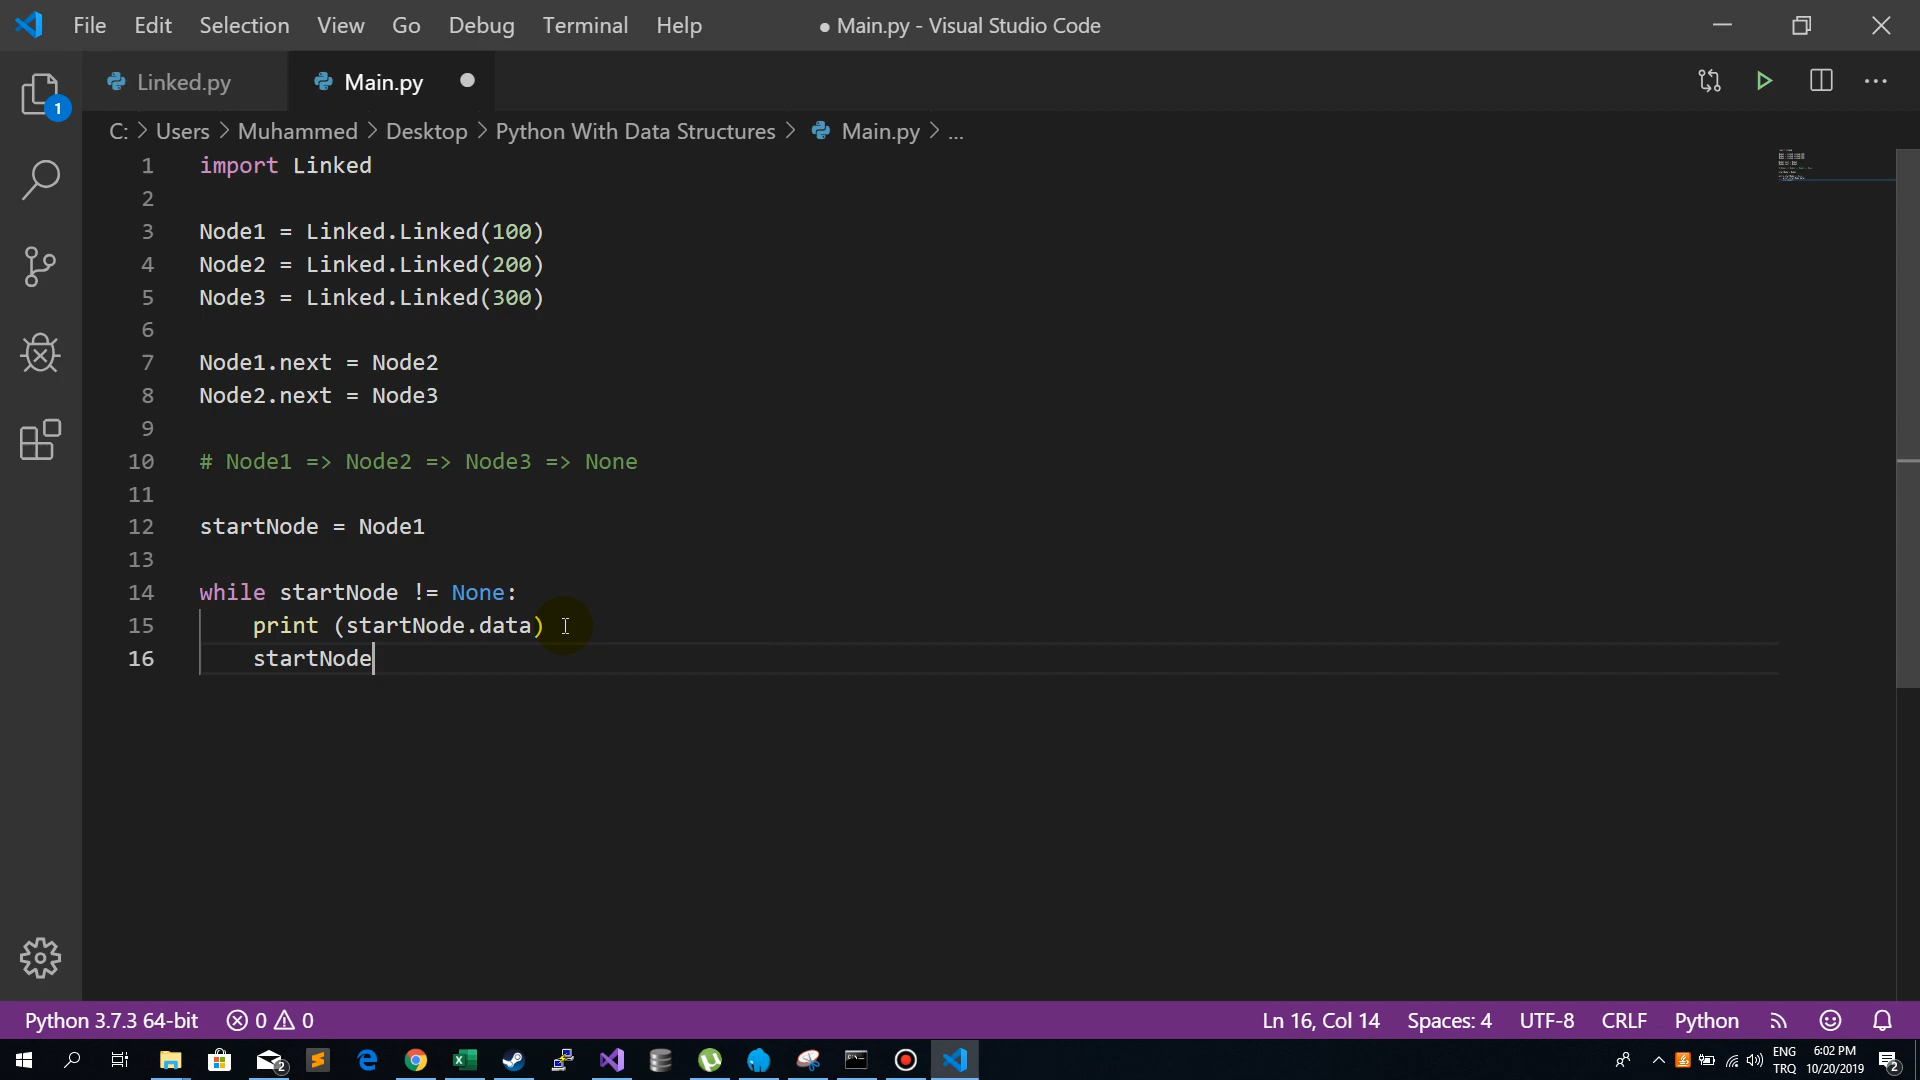 File Edit Selection View Go Debug Terminal Help
● Main.py - Visual Studio Code
Linked.py
Main.py
1
C: > Users > Muhammed > Desktop > Python With Data Structures > Main.py > ...
1 import Linked
2
3 Node1 = Linked.Linked(100)
4 Node2 = Linked.Linked(200)
5 Node3 = Linked.Linked(300)
6
7 Node1.next = Node2
8 Node2.next = Node3
9
10 # Node1 => Node2 => Node3 => None
11
12 startNode = Node1
13
14 while startNode != None:
15 print (startNode.data)
16 startNode
Python 3.7.3 64-bit 0 0 Ln 16, Col 14 Spaces: 4 UTF-8 CRLF Python
2
ENG 6:02 PM
TRQ 10/20/2019
2